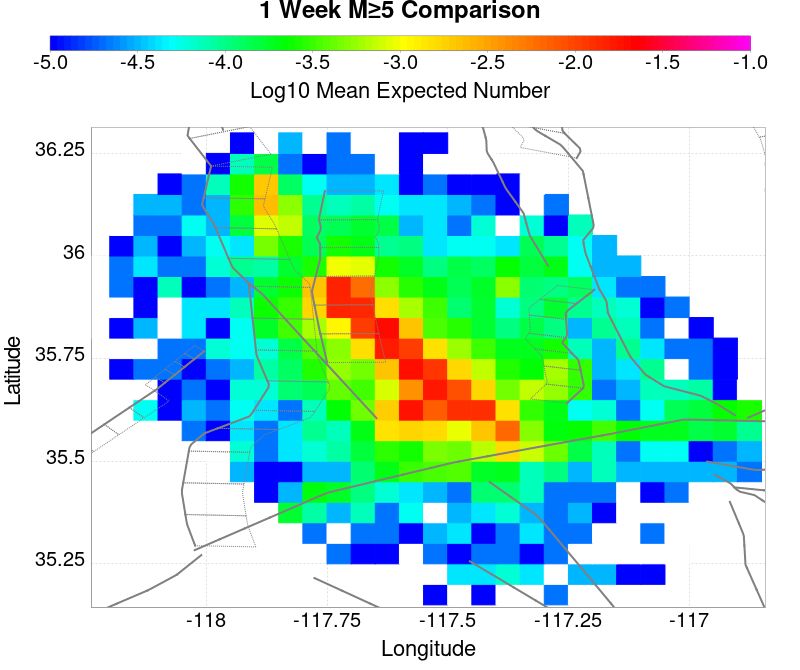 1 Week M≥5 Comparison
-5.0 -4.5 -4.0 -3.5 -3.0 -2.5 -2.0 -1.5 -1.0
Log10 Mean Expected Number
36.25
36
35.75
35.5
35.25
Latitude
-118 -117.75 -117.5 -117.25 -117
Longitude